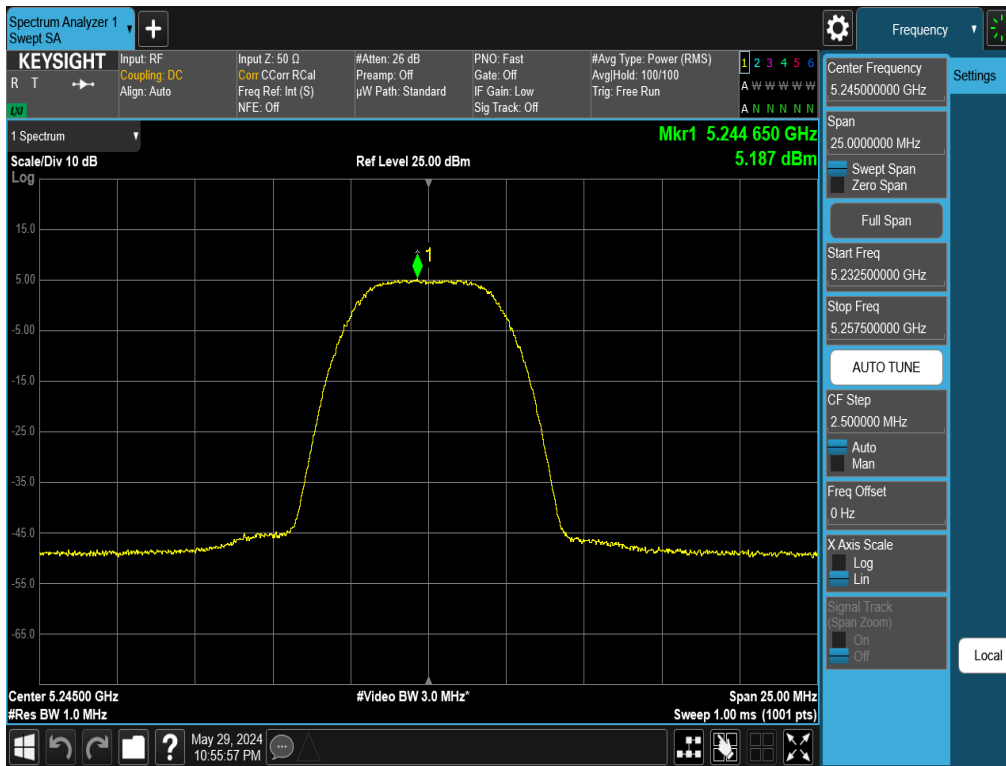 Spectrum Analyzer 1
Swept SA
Frequency
KEYSIGHT
R T
LXI
Input: RF
Coupling: DC
Align: Auto
Input Z: 50 Ω
Corr CCorr RCal
Freq Ref: Int (S)
NFE: Off
#Atten: 26 dB
Preamp: Off
µW Path: Standard
PNO: Fast
Gate: Off
IF Gain: Low
Sig Track: Off
#Avg Type: Power (RMS)
Avg|Hold: 100/100
Trig: Free Run
1 2 3 4 5 6
A W W W W W
A N N N N N
1 Spectrum
Mkr1 5.244 650 GHz
5.187 dBm
Scale/Div 10 dB
Ref Level 25.00 dBm
Log
15.0
5.00
-5.00
-15.0
-25.0
-35.0
-45.0
-55.0
-65.0
1
Center 5.24500 GHz
#Video BW 3.0 MHz*
Span 25.00 MHz
#Res BW 1.0 MHz
Sweep 1.00 ms (1001 pts)
Center Frequency
5.245000000 GHz
Settings
Span
25.0000000 MHz
Swept Span
Zero Span
Full Span
Start Freq
5.232500000 GHz
Stop Freq
5.257500000 GHz
AUTO TUNE
CF Step
2.500000 MHz
Auto
Man
Freq Offset
0 Hz
X Axis Scale
Log
Lin
Signal Track
(Span Zoom)
On
Off
Local
?
May 29, 2024
10:55:57 PM